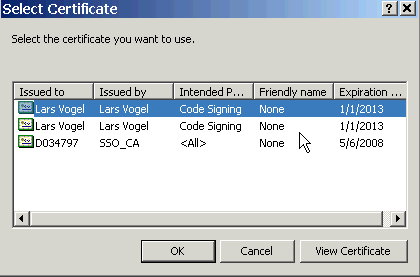 Select Certificate
Select the certificate you want to use.
Issued to Issued by Intended P... Friendly name Expiration ...
Lars Vogel Lars Vogel Code Signing None 1/1/2013
Lars Vogel Lars Vogel Code Signing None 1/1/2013
D034797 SSO_CA <All> None 5/6/2008
OK Cancel View Certificate